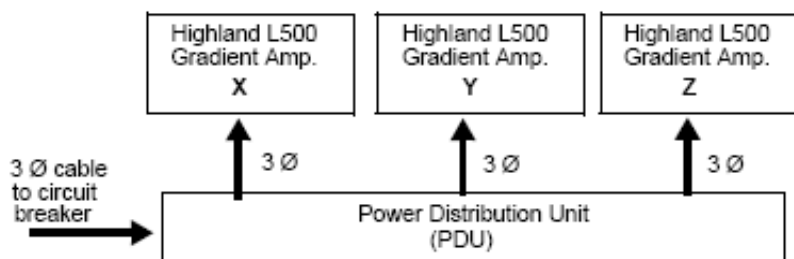 Highland L500
Gradient Amp.
X
Highland L500
Gradient Amp.
Y
Highland L500
Gradient Amp.
Z
3 Ø
3 Ø
3 Ø
3 Ø cable
to circuit
breaker
Power Distribution Unit
(PDU)